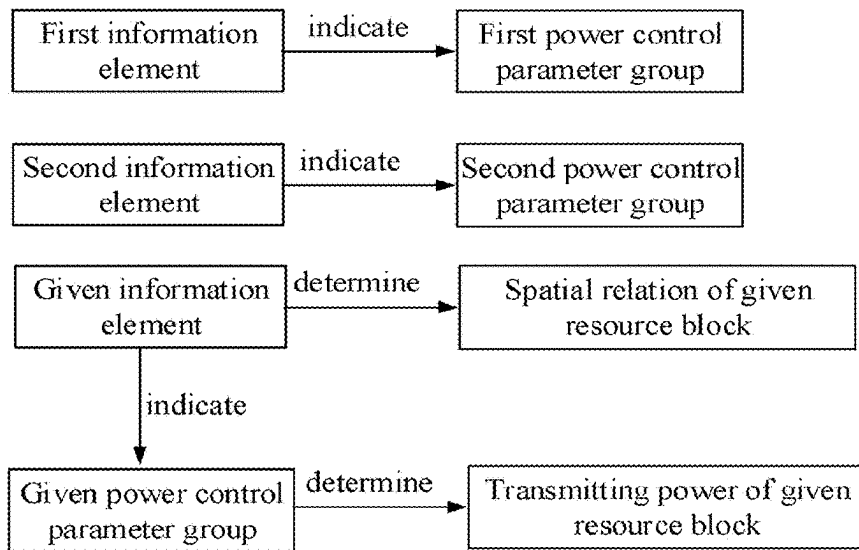 First information
element
indicate
First power control
parameter group
Second information
element
indicate
Second power control
parameter group
Given information
element
determine
Spatial relation of given
resource block
indicate
Given power control
parameter group
determine
Transmitting power of given
resource block